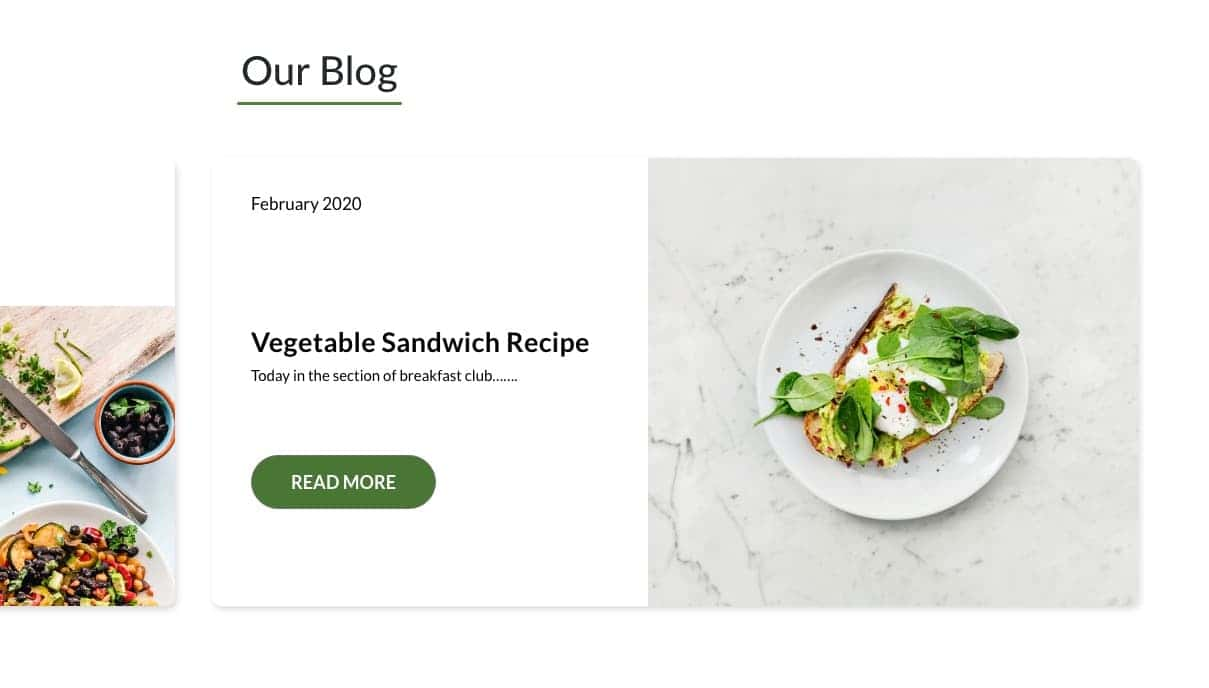 Our Blog
February 2020
Vegetable Sandwich Recipe
Today in the section of breakfast club.......
READ MORE